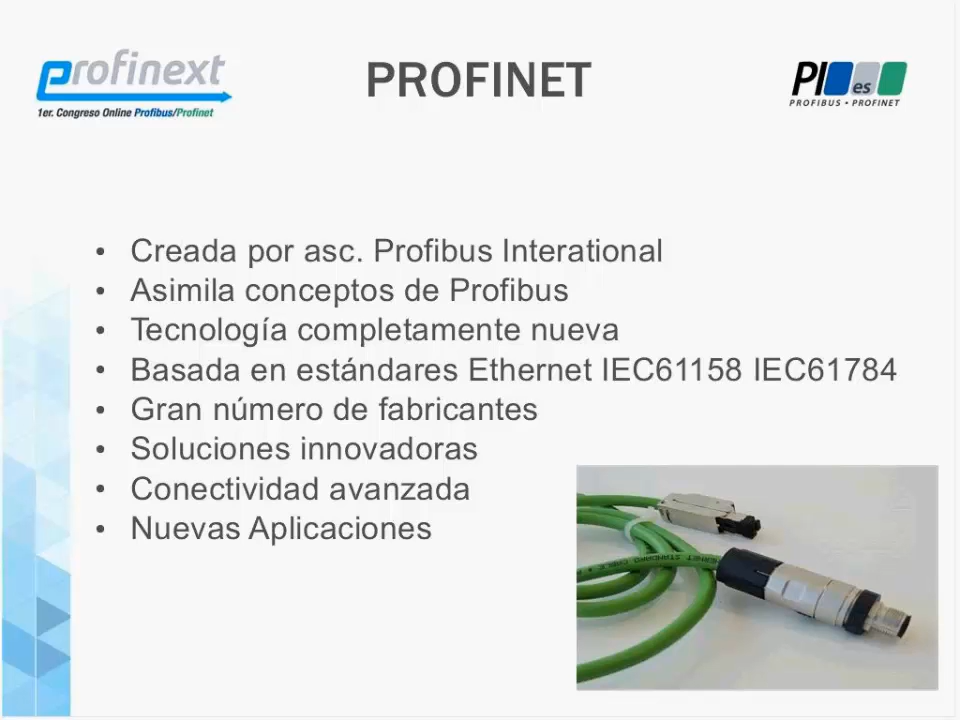 profinext
1er. Congreso Online Profibus/Profinet
PROFINET
PI es
PROFIBUS • PROFINET
• Creada por asc. Profibus Interational
• Asimila conceptos de Profibus
• Tecnología completamente nueva
• Basada en estándares Ethernet IEC61158 IEC61784
• Gran número de fabricantes
• Soluciones innovadoras
• Conectividad avanzada
• Nuevas Aplicaciones
STANDARD CABLE